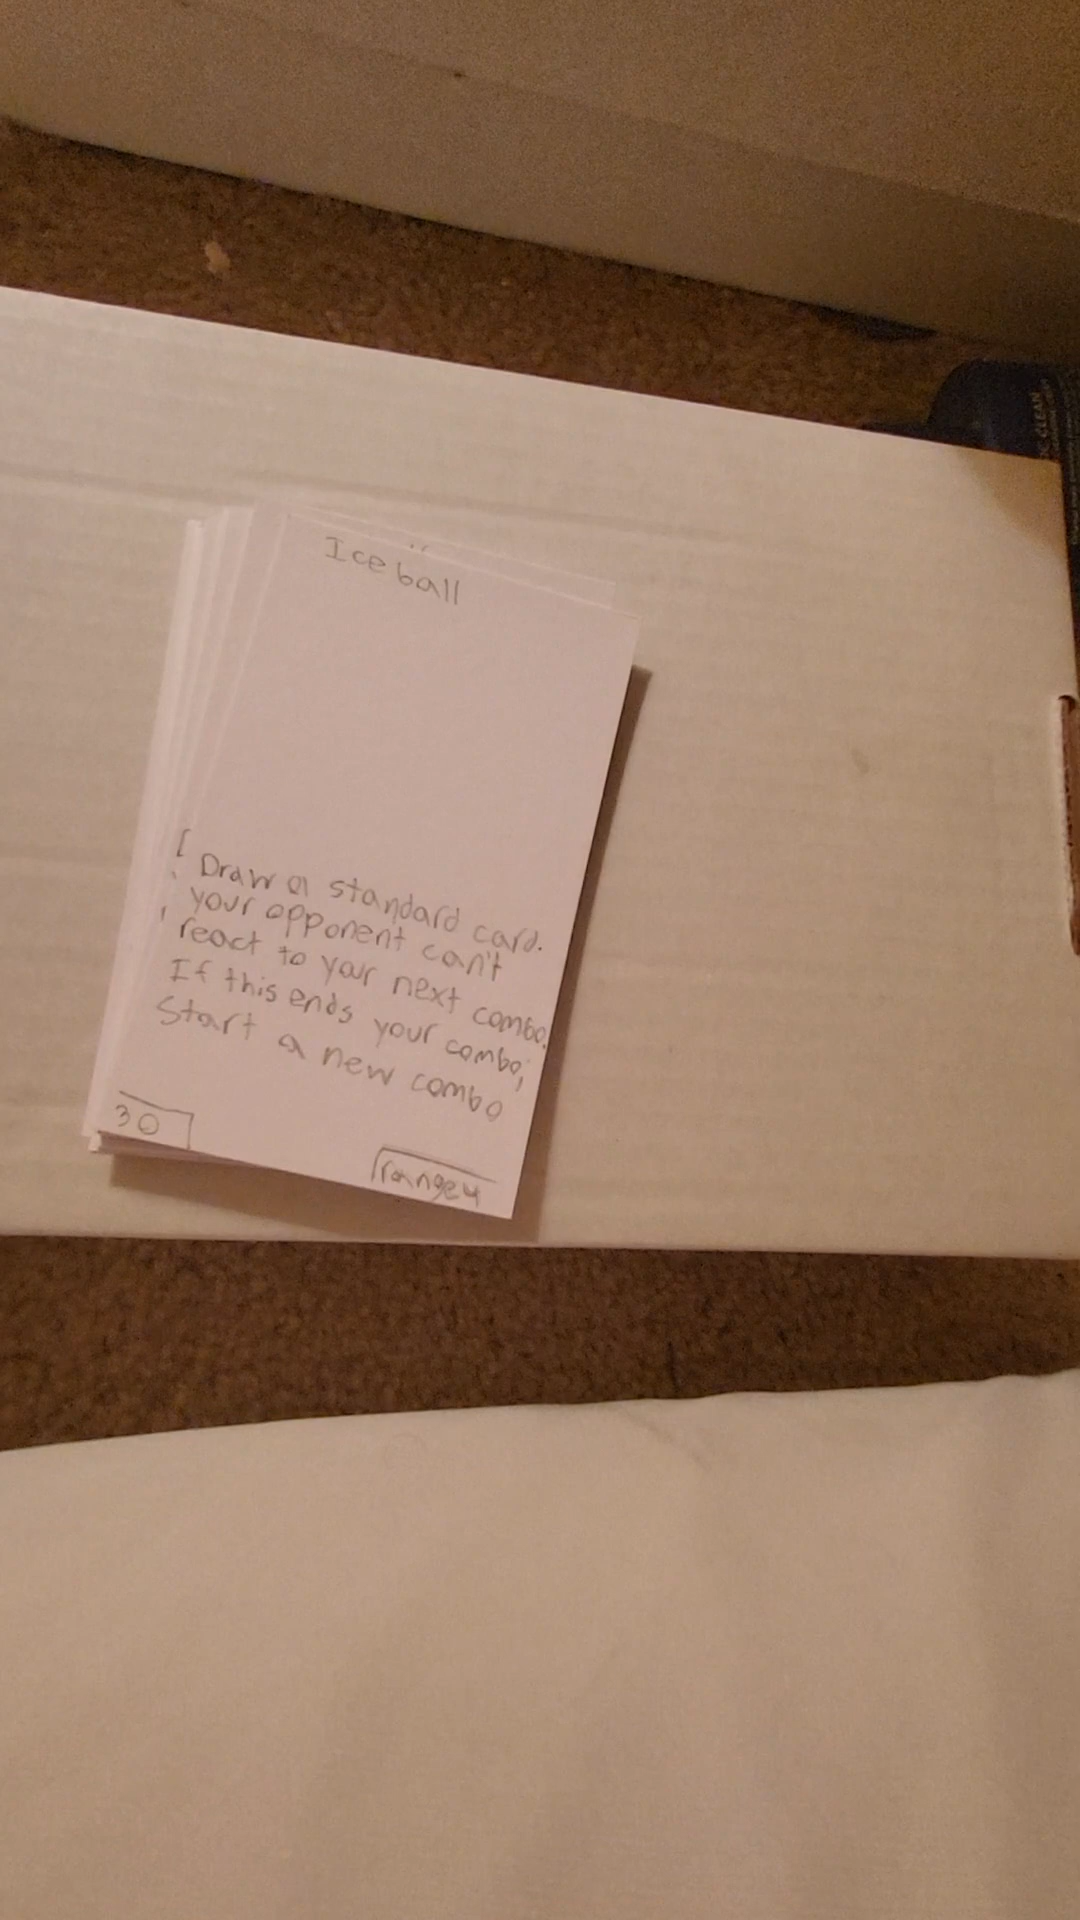 Ice ball
Draw a standard card.
your opponent can't
react to your next combo.
If this ends your combo;
Start a new combo
30
range 4
CLEAN